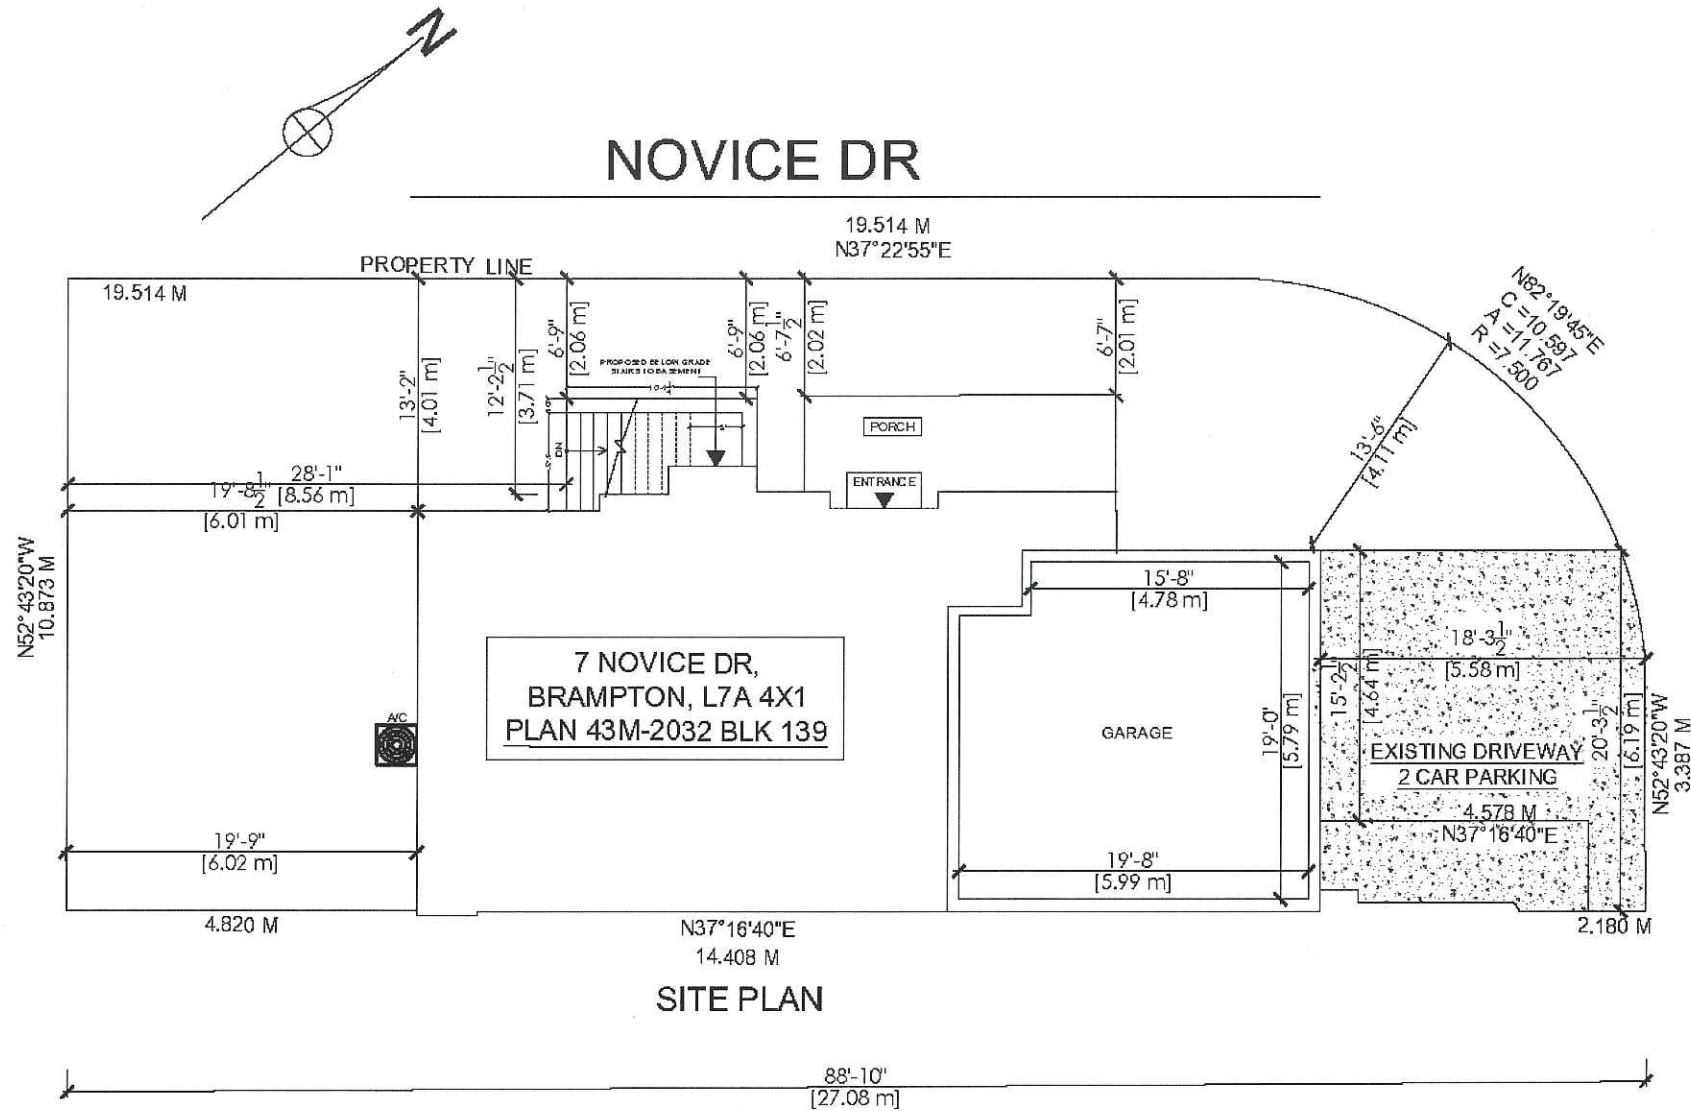 N
NOVICE DR
19.514 M
N37°22'55"E
PROPERTY LINE
19.514 M
N82°19'45"E
C =10.597
A =11.767
R =7.500
13'-2"
[4.01 m]
12'-2 1/2"
[3.71 m]
6'-9"
[2.06 m]
6'-9"
[2.06 m]
6'-7 1/2"
[2.02 m]
6'-7"
[2.01 m]
PROPOSED BELOW GRADE
STAIRS TO BASEMENT
DN
PORCH
ENTRANCE
13'-6"
[4.11 m]
28'-1"
[8.56 m]
19'-8 1/2"
[6.01 m]
N52°43'20"W
10.873 M
15'-8"
[4.78 m]
18'-3 1/2"
[5.58 m]
15'-2 1/2"
[4.64 m]
7 NOVICE DR,
BRAMPTON, L7A 4X1
PLAN 43M-2032 BLK 139
A/C
GARAGE
19'-0"
[5.79 m]
20'-3 1/2"
[6.19 m]
N52°43'20"W
3.387 M
EXISTING DRIVEWAY
2 CAR PARKING
4.578 M
N37°16'40"E
19'-9"
[6.02 m]
19'-8"
[5.99 m]
4.820 M
N37°16'40"E
14.408 M
2.180 M
SITE PLAN
88'-10"
[27.08 m]